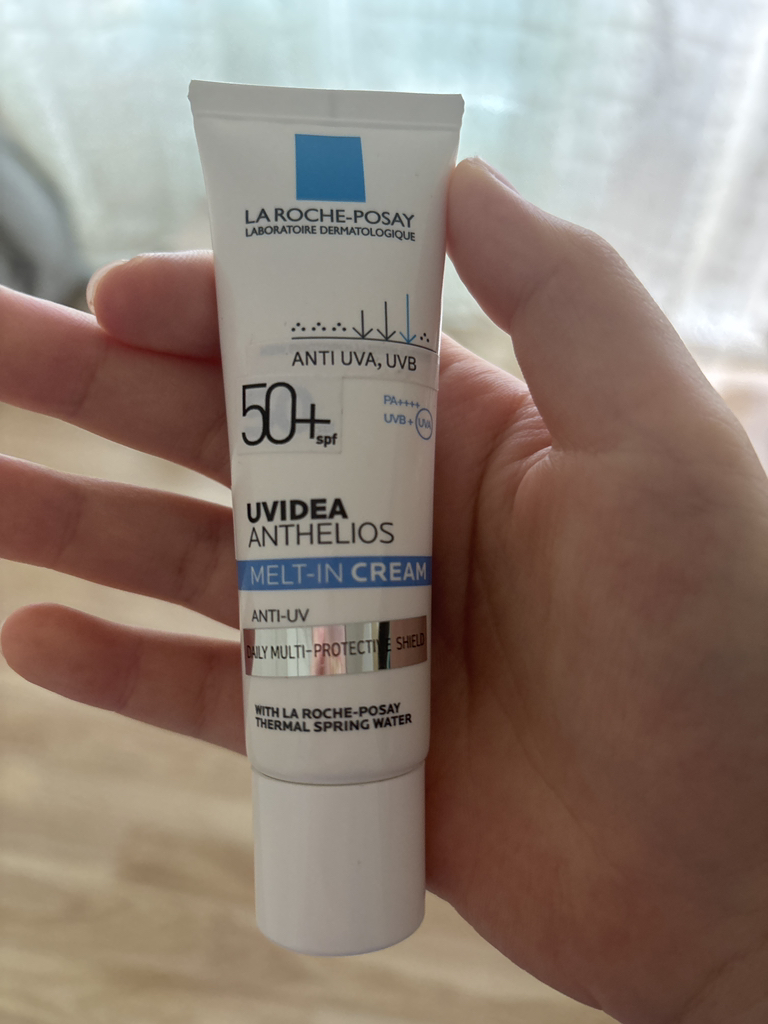 LA ROCHE-POSAY
LABORATOIRE DERMATOLOGIQUE
ANTI UVA, UVB
50+ spf
PA++++
UVB + UVA
UVIDEA
ANTHELIOS
MELT-IN CREAM
ANTI-UV
DAILY MULTI-PROTECTIVE SHIELD
WITH LA ROCHE-POSAY
THERMAL SPRING WATER